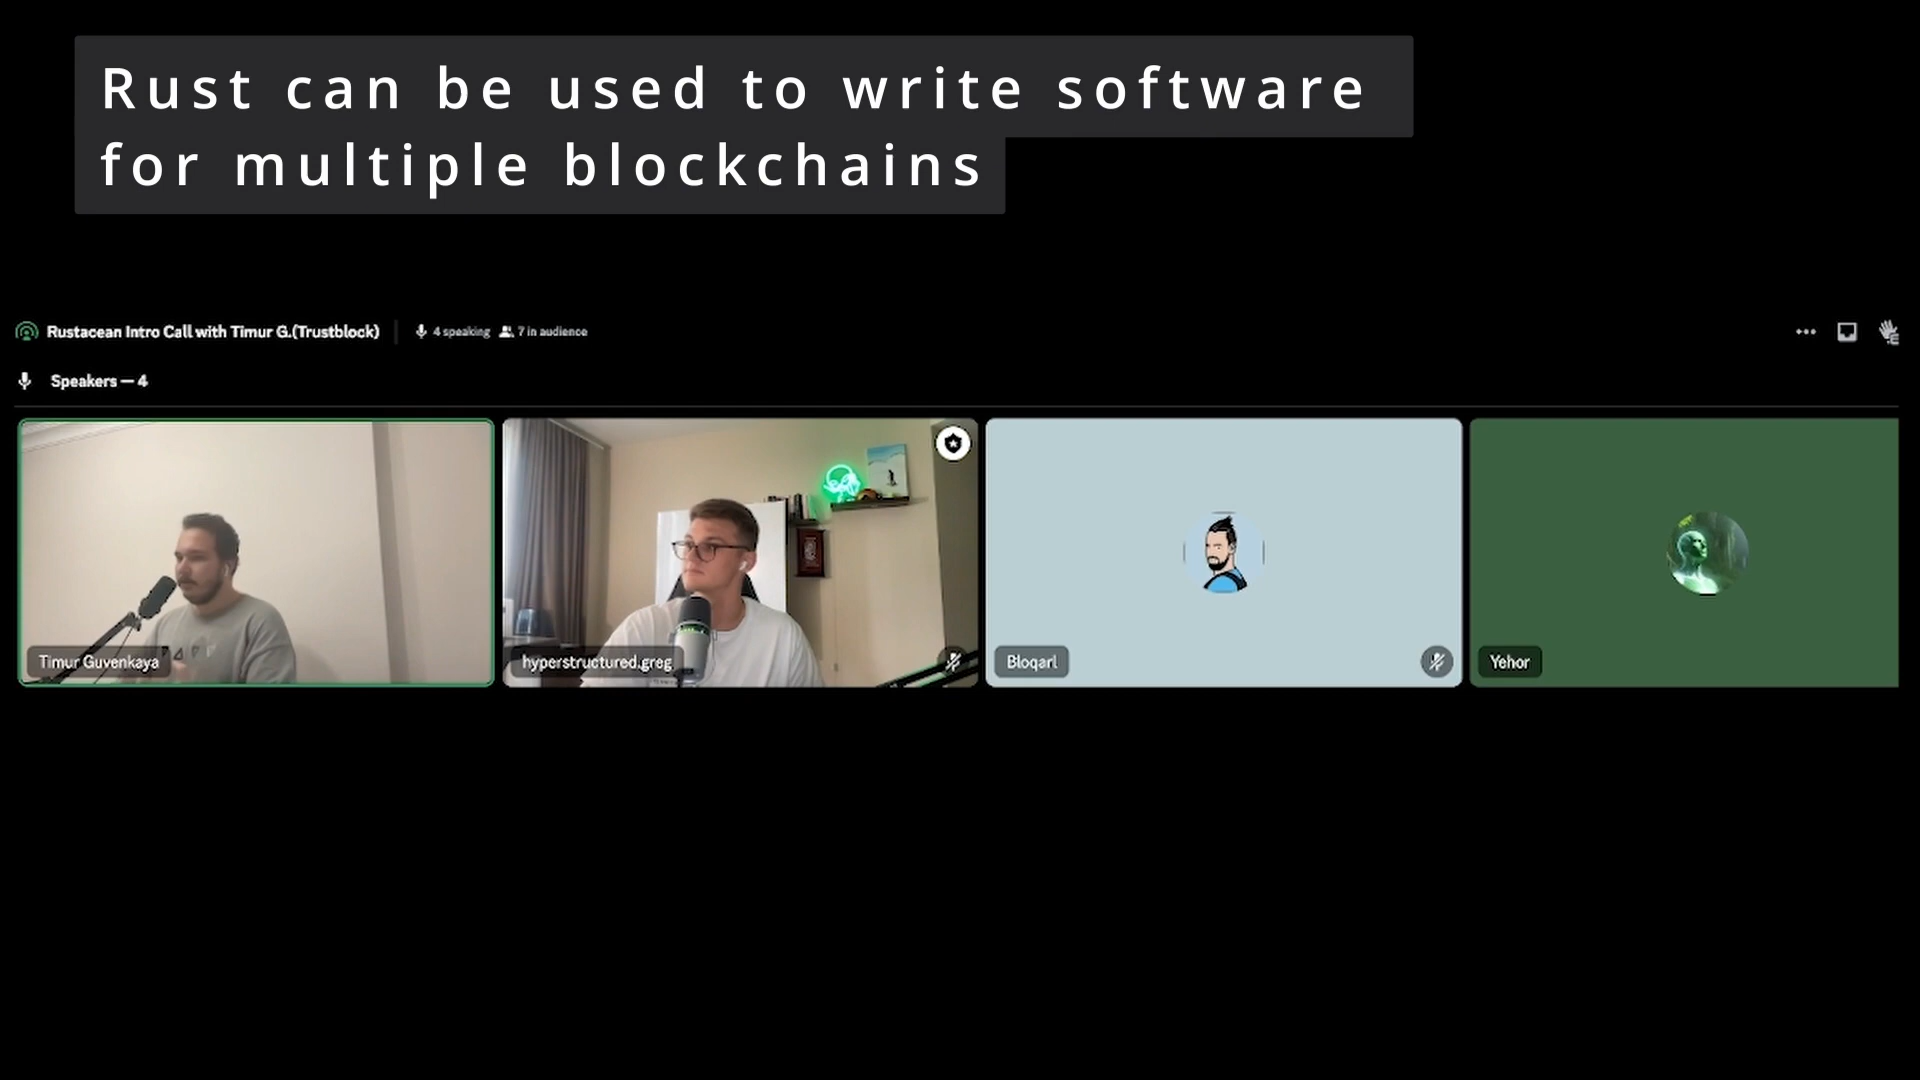 Rust can be used to write software
for multiple blockchains
Rustacean Intro Call with Timur G.(Trustblock)
4 speaking
7 in audience
Speakers — 4
Timur Guvenkaya
hyperstructured.greg
Bloqarl
Yehor